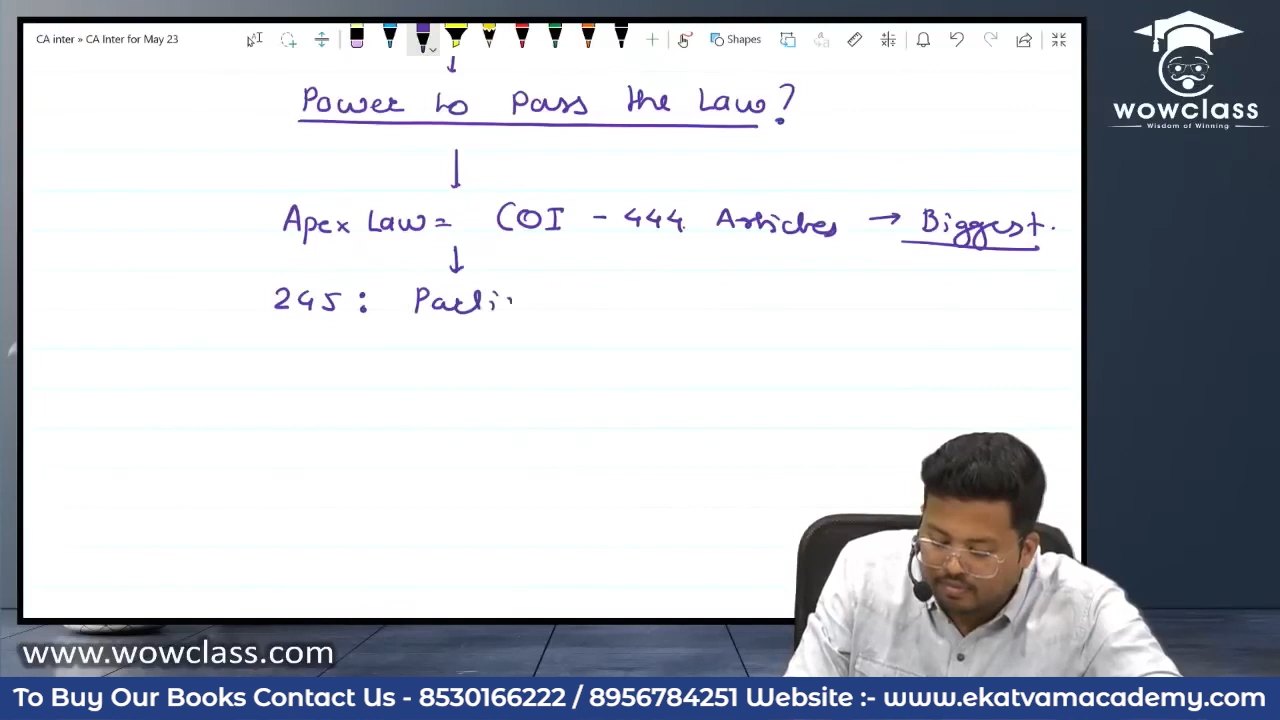 CA inter » CA Inter for May 23
Shapes
Power to pass the Law?
Apex Law = COI - 444 Articles → Biggest.
245 : Parli
wowclass
Wisdom of Winning
www.wowclass.com
To Buy Our Books Contact Us - 8530166222 / 8956784251 Website :- www.ekatvamacademy.com